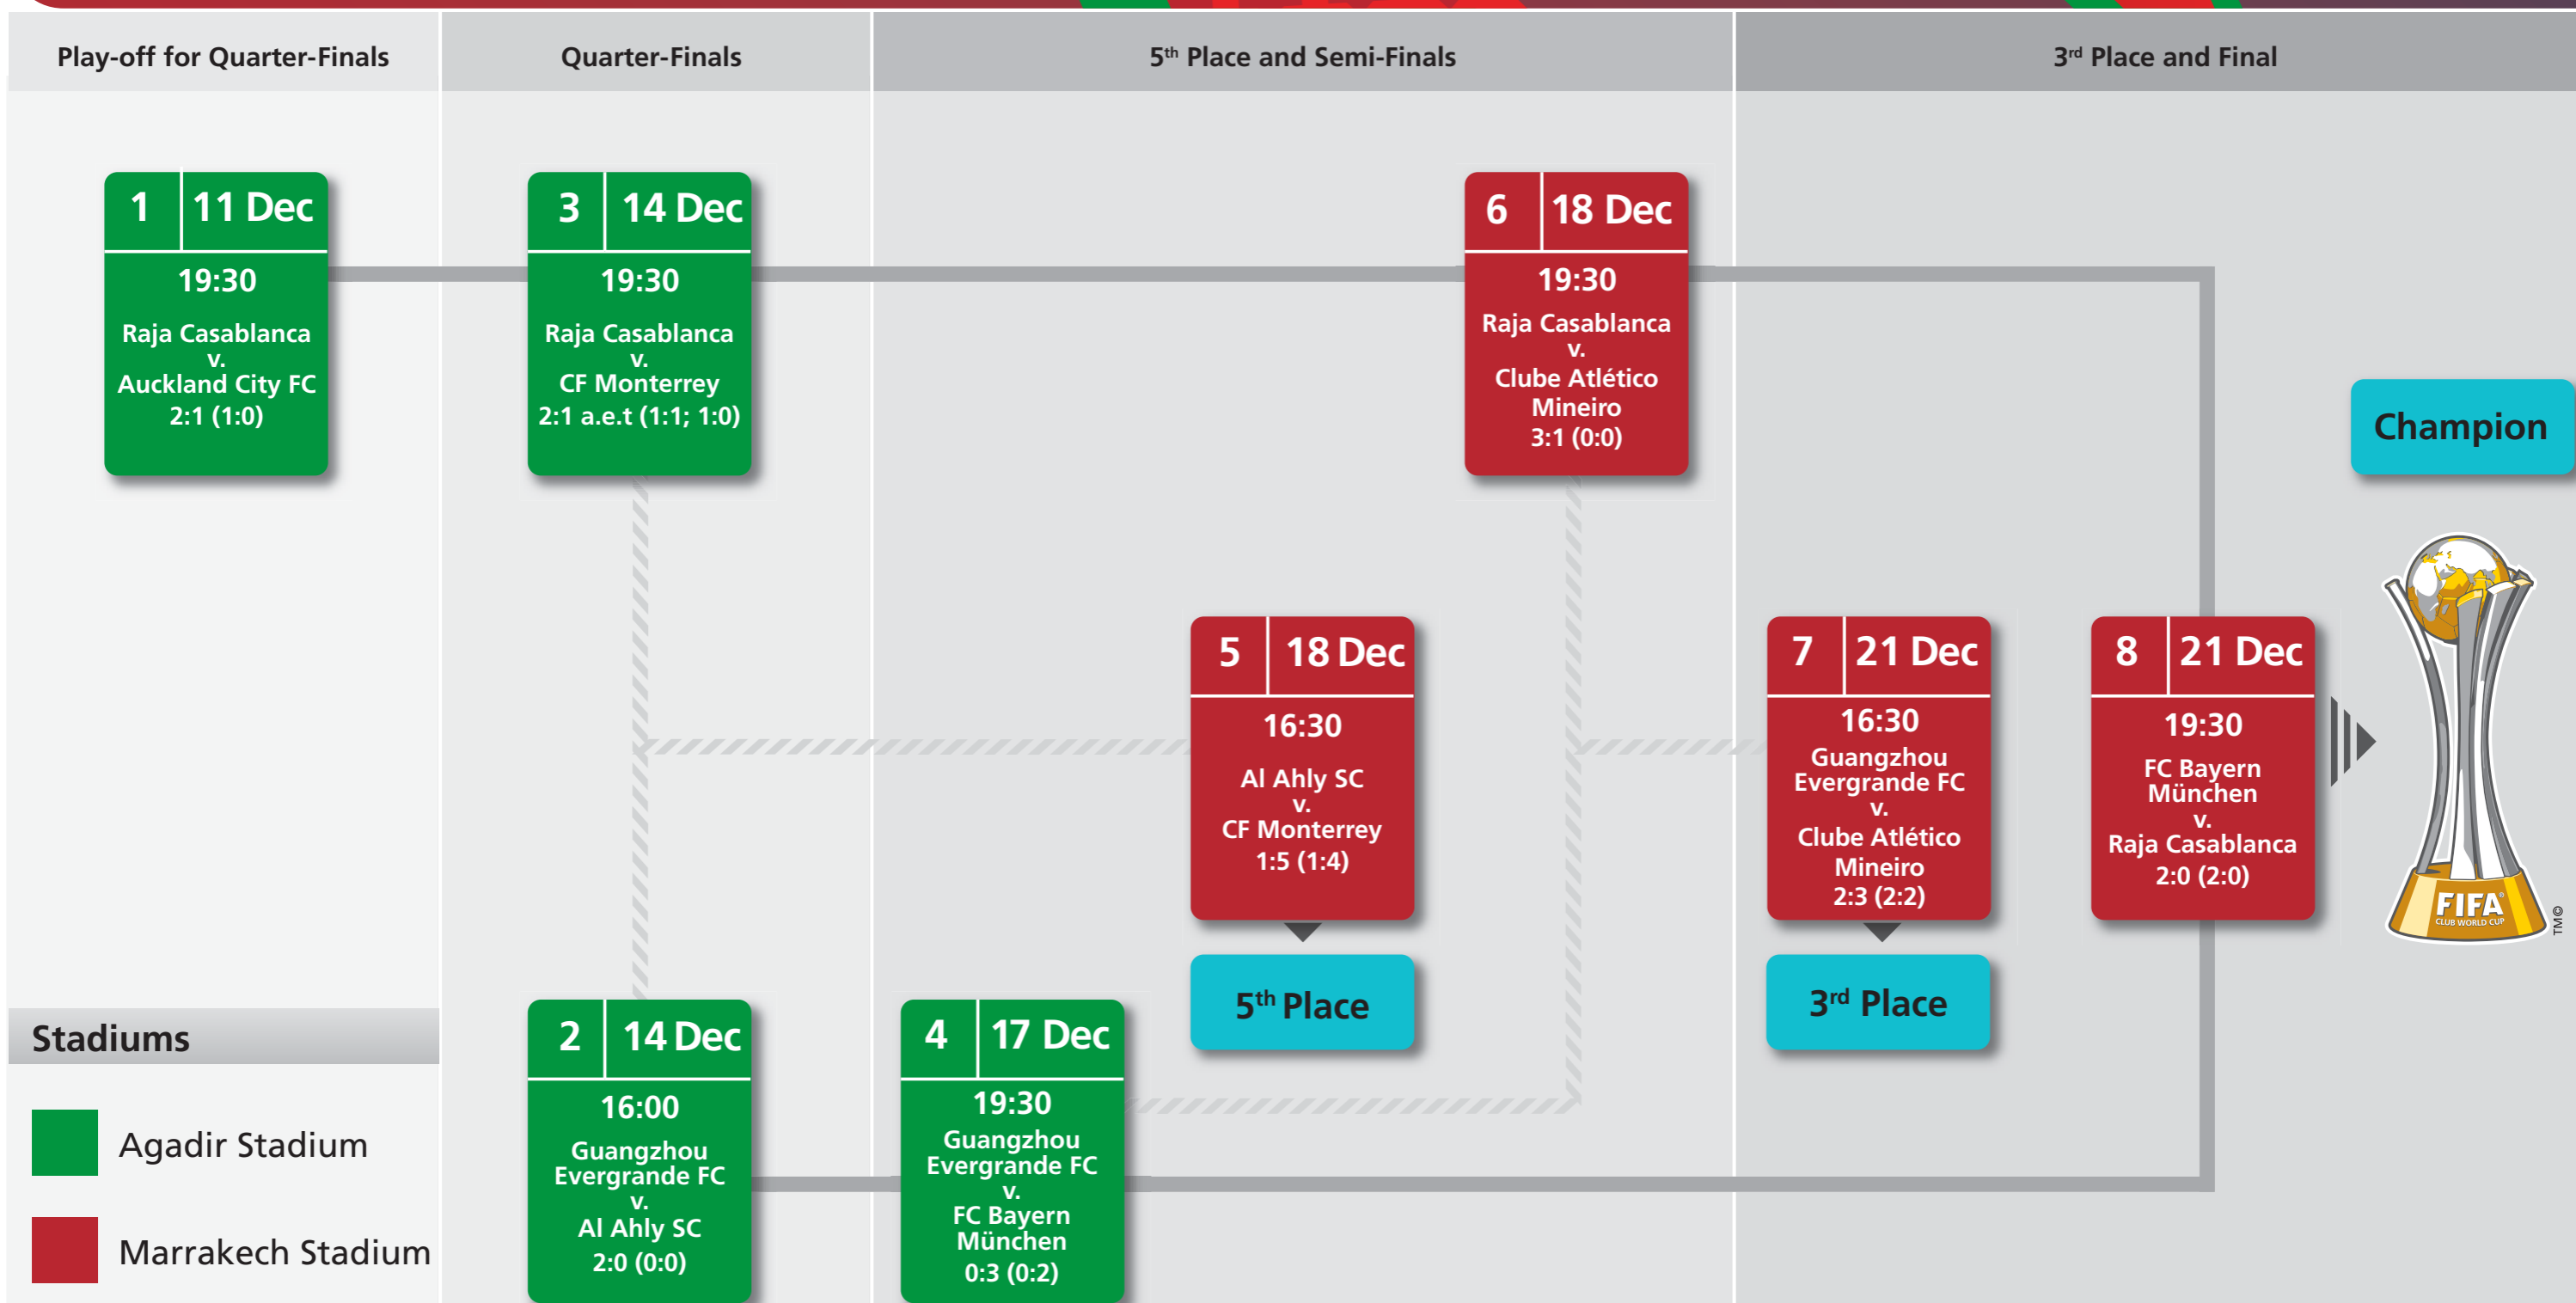 Play-off for Quarter-Finals
Quarter-Finals
5th Place and Semi-Finals
3rd Place and Final
1 11 Dec
19:30
Raja Casablanca
v.
Auckland City FC
2:1 (1:0)
3 14 Dec
19:30
Raja Casablanca
v.
CF Monterrey
2:1 a.e.t (1:1; 1:0)
6 18 Dec
19:30
Raja Casablanca
v.
Clube Atlético
Mineiro
3:1 (0:0)
Champion
5 18 Dec
16:30
Al Ahly SC
v.
CF Monterrey
1:5 (1:4)
5th Place
7 21 Dec
16:30
Guangzhou
Evergrande FC
v.
Clube Atlético
Mineiro
2:3 (2:2)
3rd Place
8 21 Dec
19:30
FC Bayern
München
v.
Raja Casablanca
2:0 (2:0)
FIFA®
CLUB WORLD CUP
TM©
2 14 Dec
16:00
Guangzhou
Evergrande FC
v.
Al Ahly SC
2:0 (0:0)
4 17 Dec
19:30
Guangzhou
Evergrande FC
v.
FC Bayern
München
0:3 (0:2)
Stadiums
Agadir Stadium
Marrakech Stadium